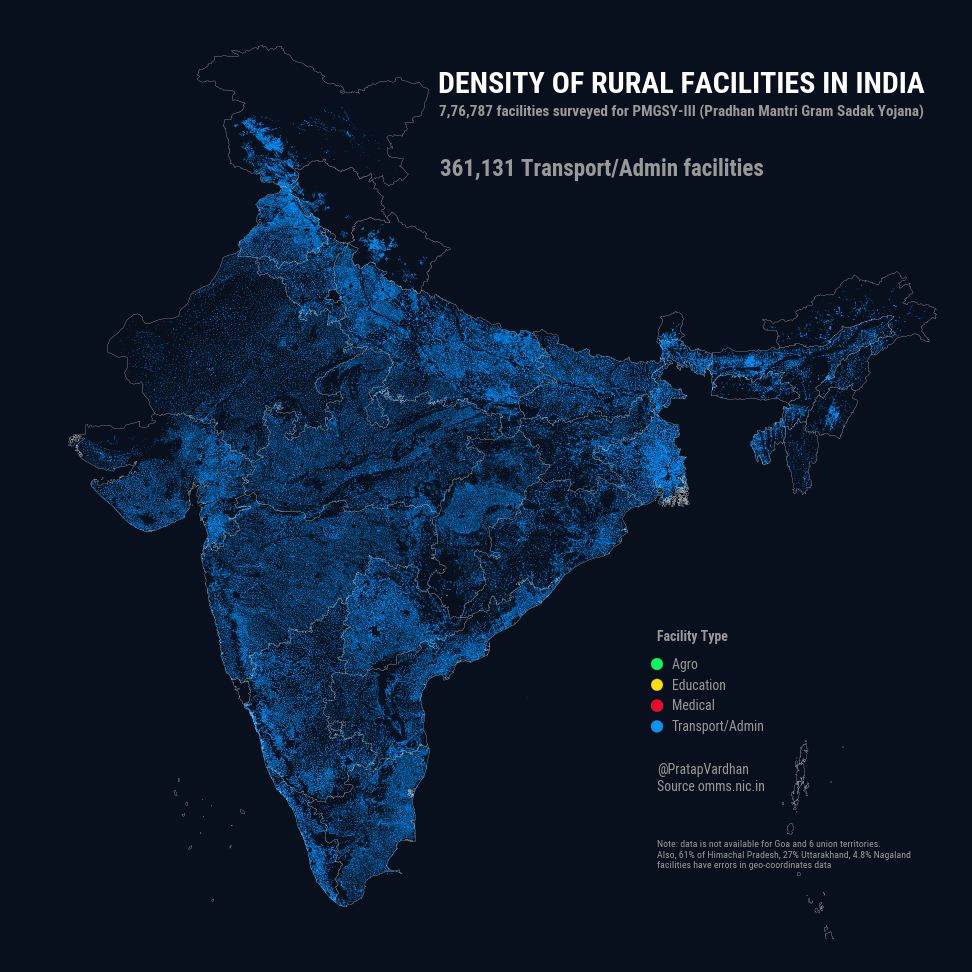 DENSITY OF RURAL FACILITIES IN INDIA
7,76,787 facilities surveyed for PMGSY-III (Pradhan Mantri Gram Sadak Yojana)
361,131 Transport/Admin facilities
Facility Type
Agro
Education
Medical
Transport/Admin
@PratapVardhan
Source omms.nic.in
Note: data is not available for Goa and 6 union territories.
Also, 61% of Himachal Pradesh, 27% Uttarakhand, 4.8% Nagaland
facilities have errors in geo-coordinates data